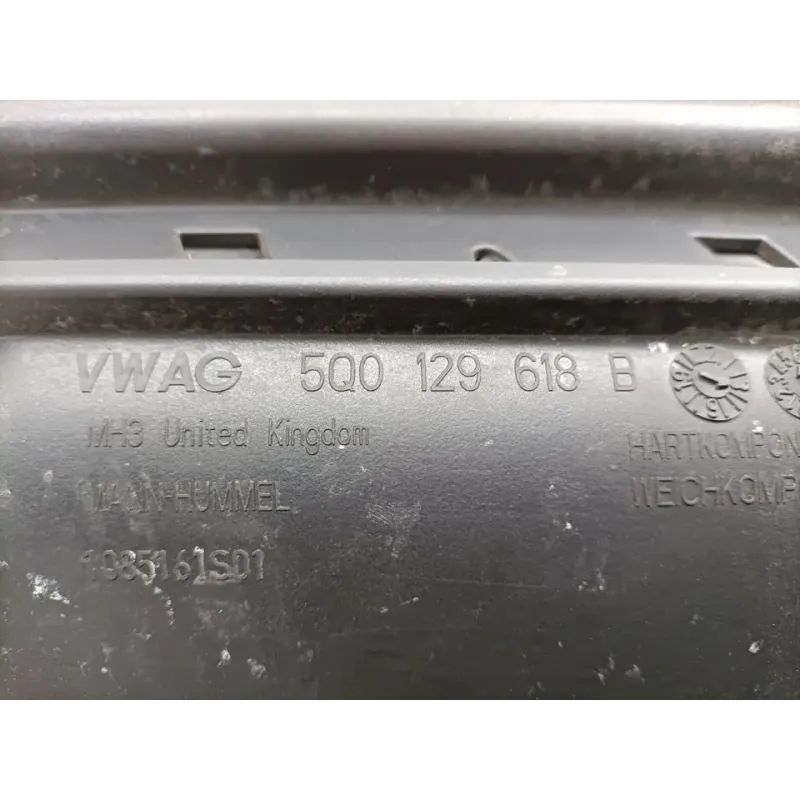 VWAG 5Q0 129 618 B
MH3 United Kingdom
HARTKOMPON
MANN+HUMMEL
WEICHKOMP
1085161S01